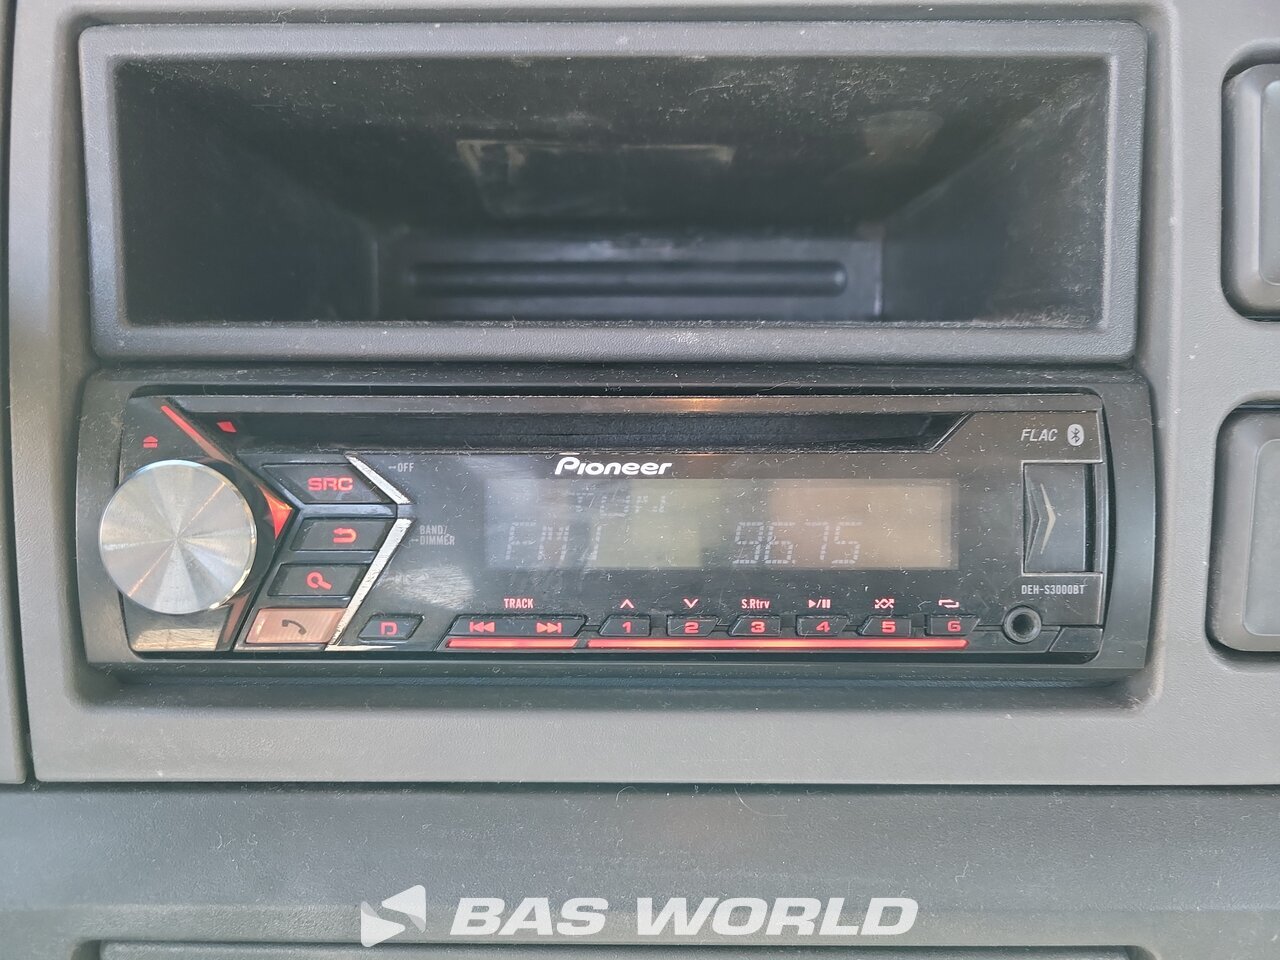 FLAC
Pioneer
SRC
OFF
BAND/
DIMMER
FM 96.75
DEH-S3000BT
TRACK
S.Rtrv
D
1 2 3 4 5 6
BAS WORLD